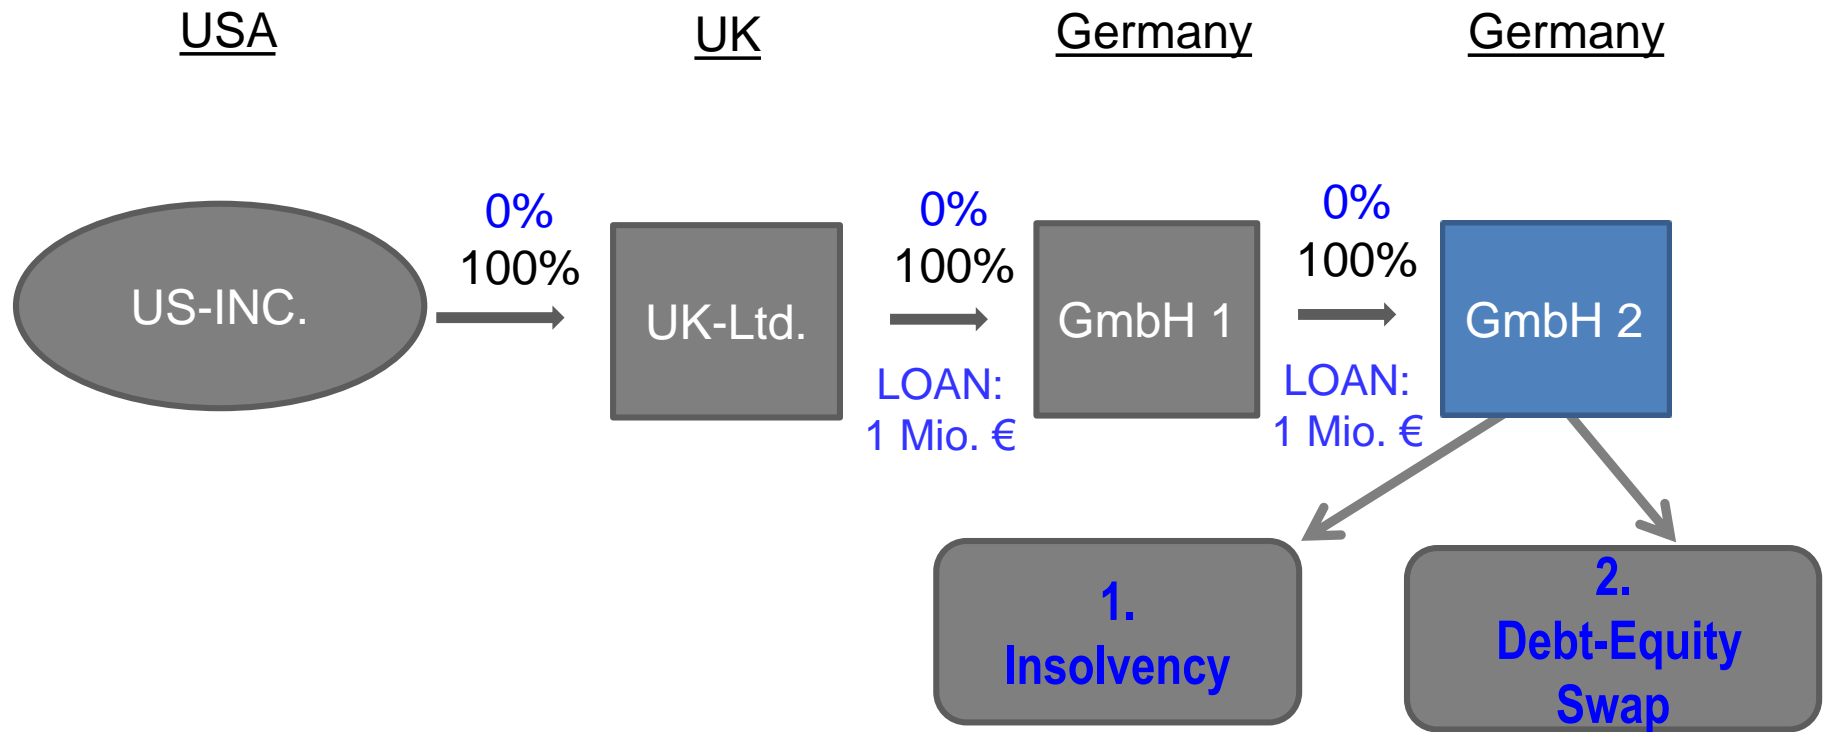 USA
UK
Germany
Germany
US-INC.
0%
100%
UK-Ltd.
0%
100%
LOAN:
1 Mio. €
GmbH 1
0%
100%
LOAN:
1 Mio. €
GmbH 2
1.
Insolvency
2.
Debt-Equity
Swap